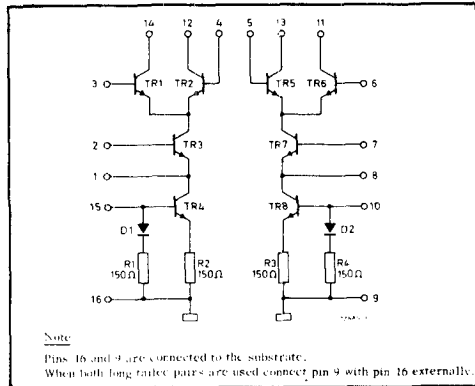 14 12 4 5 13 11
3 TR1 TR2 TR5 TR6 6
2 TR3 TR7 7
1 8
15 TR4 TR8 10
D1 D2
R1 R2 R3 R4
150Ω 150Ω 150Ω 150Ω
16 9
Note
Pins 16 and 9 are connected to the substrate.
When both long tailed pairs are used connect pin 9 with pin 16 externally.